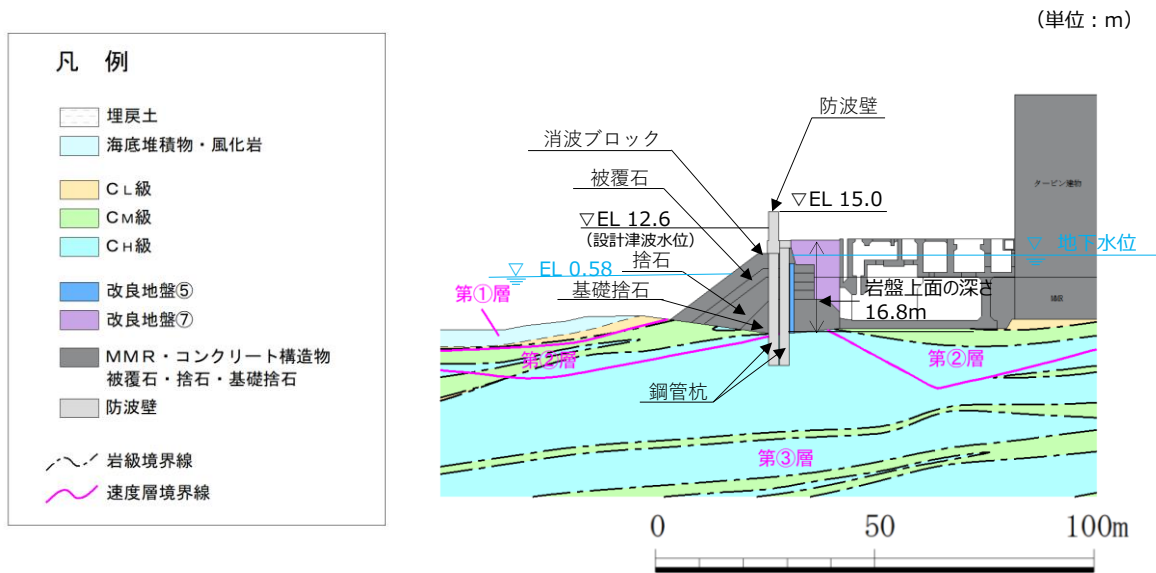 (単位：m)
凡 例
埋戻土
海底堆積物・風化岩
CL級
CM級
CH級
改良地盤⑤
改良地盤⑦
MMR・コンクリート構造物
被覆石・捨石・基礎捨石
防波壁
岩級境界線
速度層境界線
防波壁
消波ブロック
被覆石
▽EL 15.0
▽EL 12.6
(設計津波水位)
タービン建物
▽ 地下水位
捨石
▽ EL 0.58
基礎捨石
岩盤上面の深さ
16.8m
第①層
第②層
第②層
鋼管杭
第③層
0 50 100m